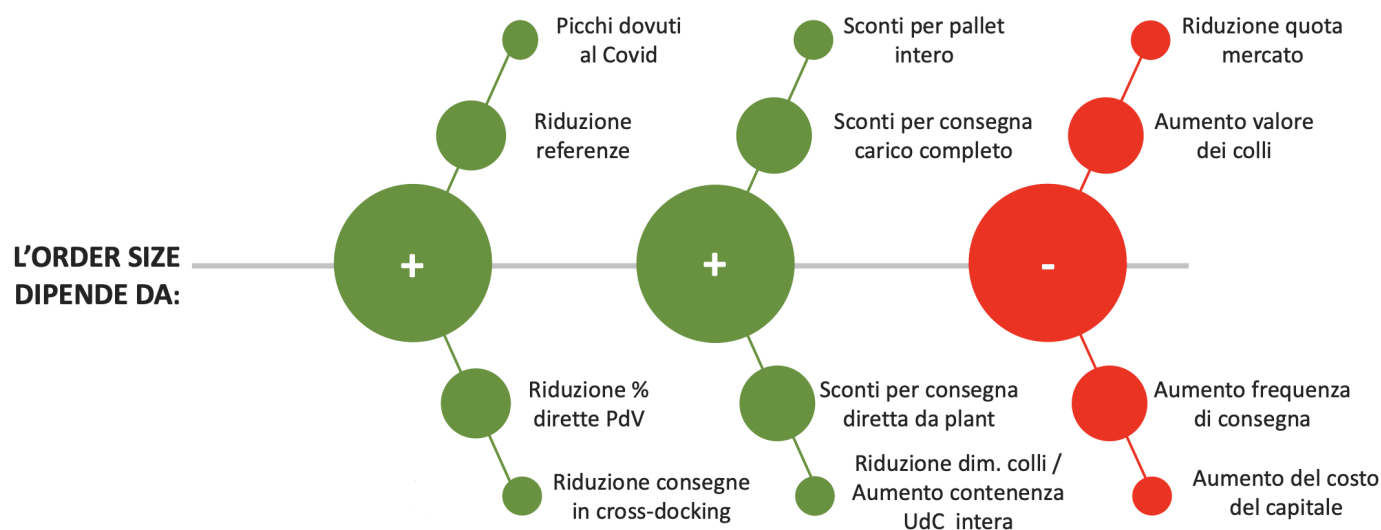 L'ORDER SIZE
DIPENDE DA:
+
Picchi dovuti
al Covid
Riduzione
referenze
Riduzione %
dirette PdV
Riduzione consegne
in cross-docking
+
Sconti per pallet
intero
Sconti per consegna
carico completo
Sconti per consegna
diretta da plant
Riduzione dim. colli /
Aumento contenenza
UdC intera
-
Riduzione quota
mercato
Aumento valore
dei colli
Aumento frequenza
di consegna
Aumento del costo
del capitale